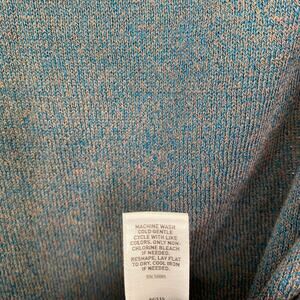 MACHINE WASH
COLD GENTLE
CYCLE WITH LIKE
COLORS, ONLY NON-
CHLORINE BLEACH
IF NEEDED.
RESHAPE, LAY FLAT
TO DRY. COOL IRON
IF NEEDED.